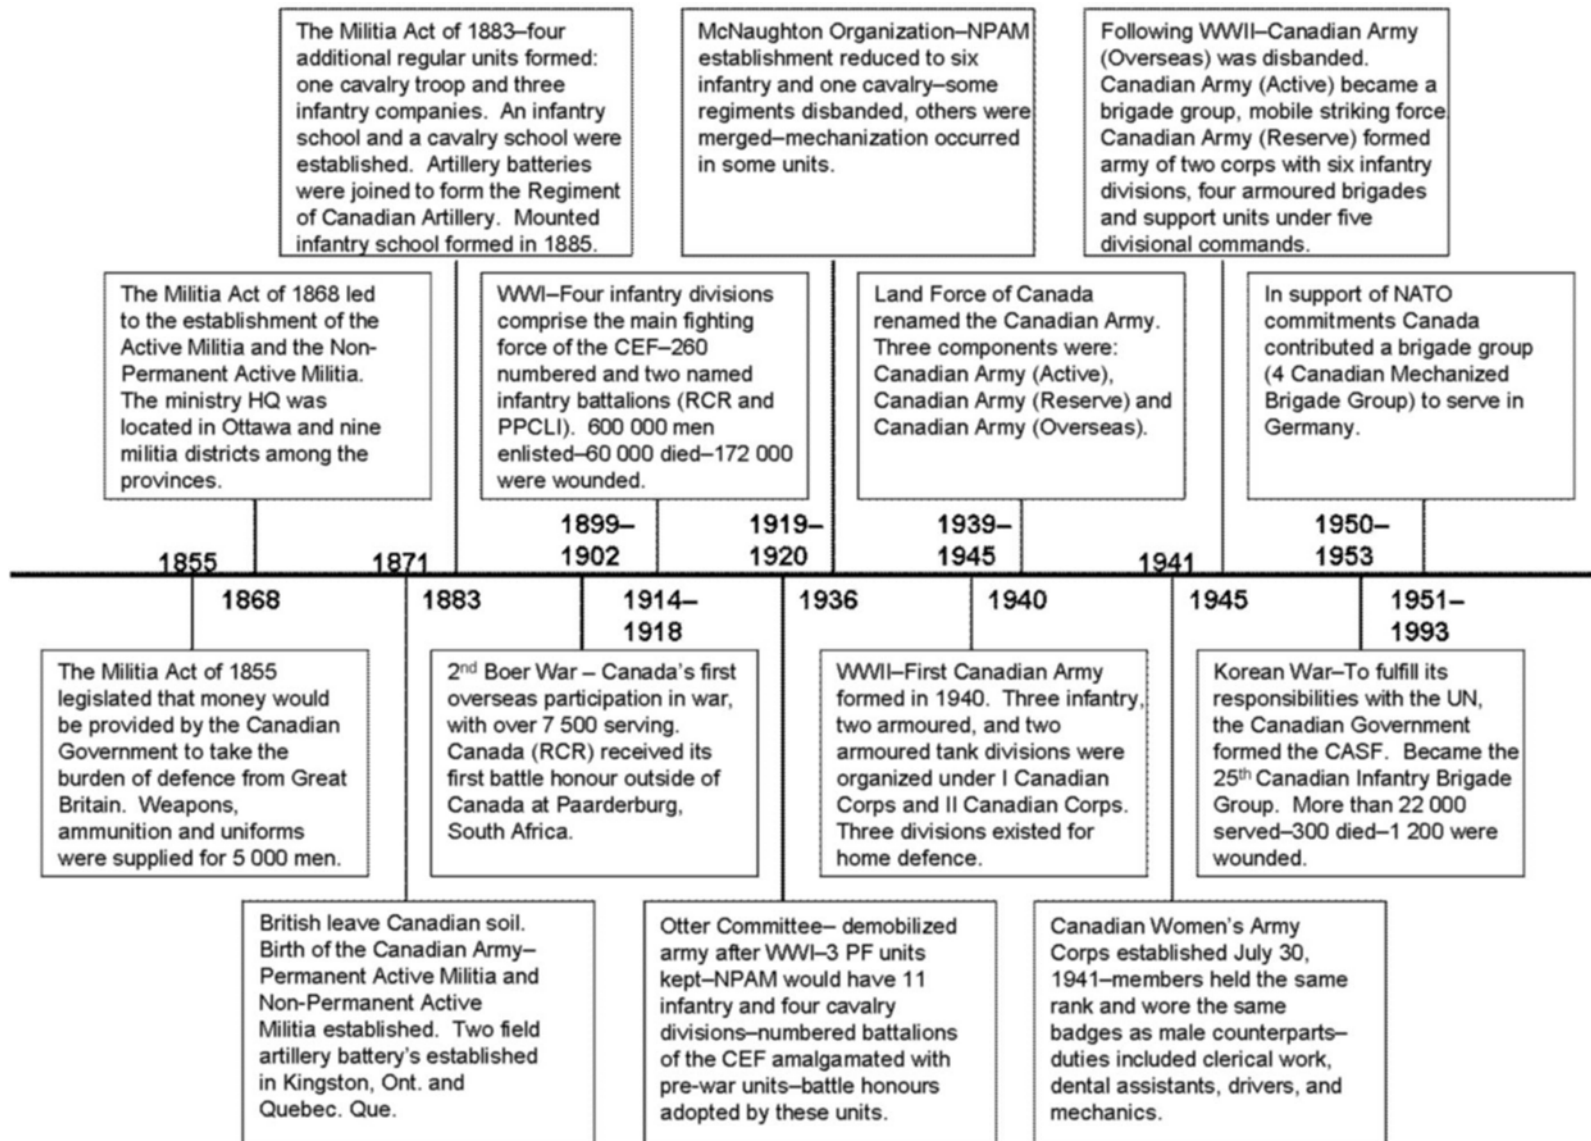 The Militia Act of 1883–four
additional regular units formed:
one cavalry troop and three
infantry companies. An infantry
school and a cavalry school were
established. Artillery batteries
were joined to form the Regiment
of Canadian Artillery. Mounted
infantry school formed in 1885.
McNaughton Organization–NPAM
establishment reduced to six
infantry and one cavalry–some
regiments disbanded, others were
merged–mechanization occurred
in some units.
Following WWII–Canadian Army
(Overseas) was disbanded.
Canadian Army (Active) became a
brigade group, mobile striking force.
Canadian Army (Reserve) formed
army of two corps with six infantry
divisions, four armoured brigades
and support units under five
divisional commands.
The Militia Act of 1868 led
to the establishment of the
Active Militia and the Non-
Permanent Active Militia.
The ministry HQ was
located in Ottawa and nine
militia districts among the
provinces.
WWI–Four infantry divisions
comprise the main fighting
force of the CEF–260
numbered and two named
infantry battalions (RCR and
PPCLI). 600 000 men
enlisted–60 000 died–172 000
were wounded.
Land Force of Canada
renamed the Canadian Army.
Three components were:
Canadian Army (Active),
Canadian Army (Reserve) and
Canadian Army (Overseas).
In support of NATO
commitments Canada
contributed a brigade group
(4 Canadian Mechanized
Brigade Group) to serve in
Germany.
1855
1871
1899–
1902
1919–
1920
1939–
1945
1941
1950–
1953
1868
1883
1914–
1918
1936
1940
1945
1951–
1993
The Militia Act of 1855
legislated that money would
be provided by the Canadian
Government to take the
burden of defence from Great
Britain. Weapons,
ammunition and uniforms
were supplied for 5 000 men.
2nd Boer War – Canada's first
overseas participation in war,
with over 7 500 serving.
Canada (RCR) received its
first battle honour outside of
Canada at Paarderburg,
South Africa.
WWII–First Canadian Army
formed in 1940. Three infantry,
two armoured, and two
armoured tank divisions were
organized under I Canadian
Corps and II Canadian Corps.
Three divisions existed for
home defence.
Korean War–To fulfill its
responsibilities with the UN,
the Canadian Government
formed the CASF. Became the
25th Canadian Infantry Brigade
Group. More than 22 000
served–300 died–1 200 were
wounded.
British leave Canadian soil.
Birth of the Canadian Army–
Permanent Active Militia and
Non-Permanent Active
Militia established. Two field
artillery battery's established
in Kingston, Ont. and
Quebec. Que.
Otter Committee– demobilized
army after WWI–3 PF units
kept–NPAM would have 11
infantry and four cavalry
divisions–numbered battalions
of the CEF amalgamated with
pre-war units–battle honours
adopted by these units.
Canadian Women's Army
Corps established July 30,
1941–members held the same
rank and wore the same
badges as male counterparts–
duties included clerical work,
dental assistants, drivers, and
mechanics.